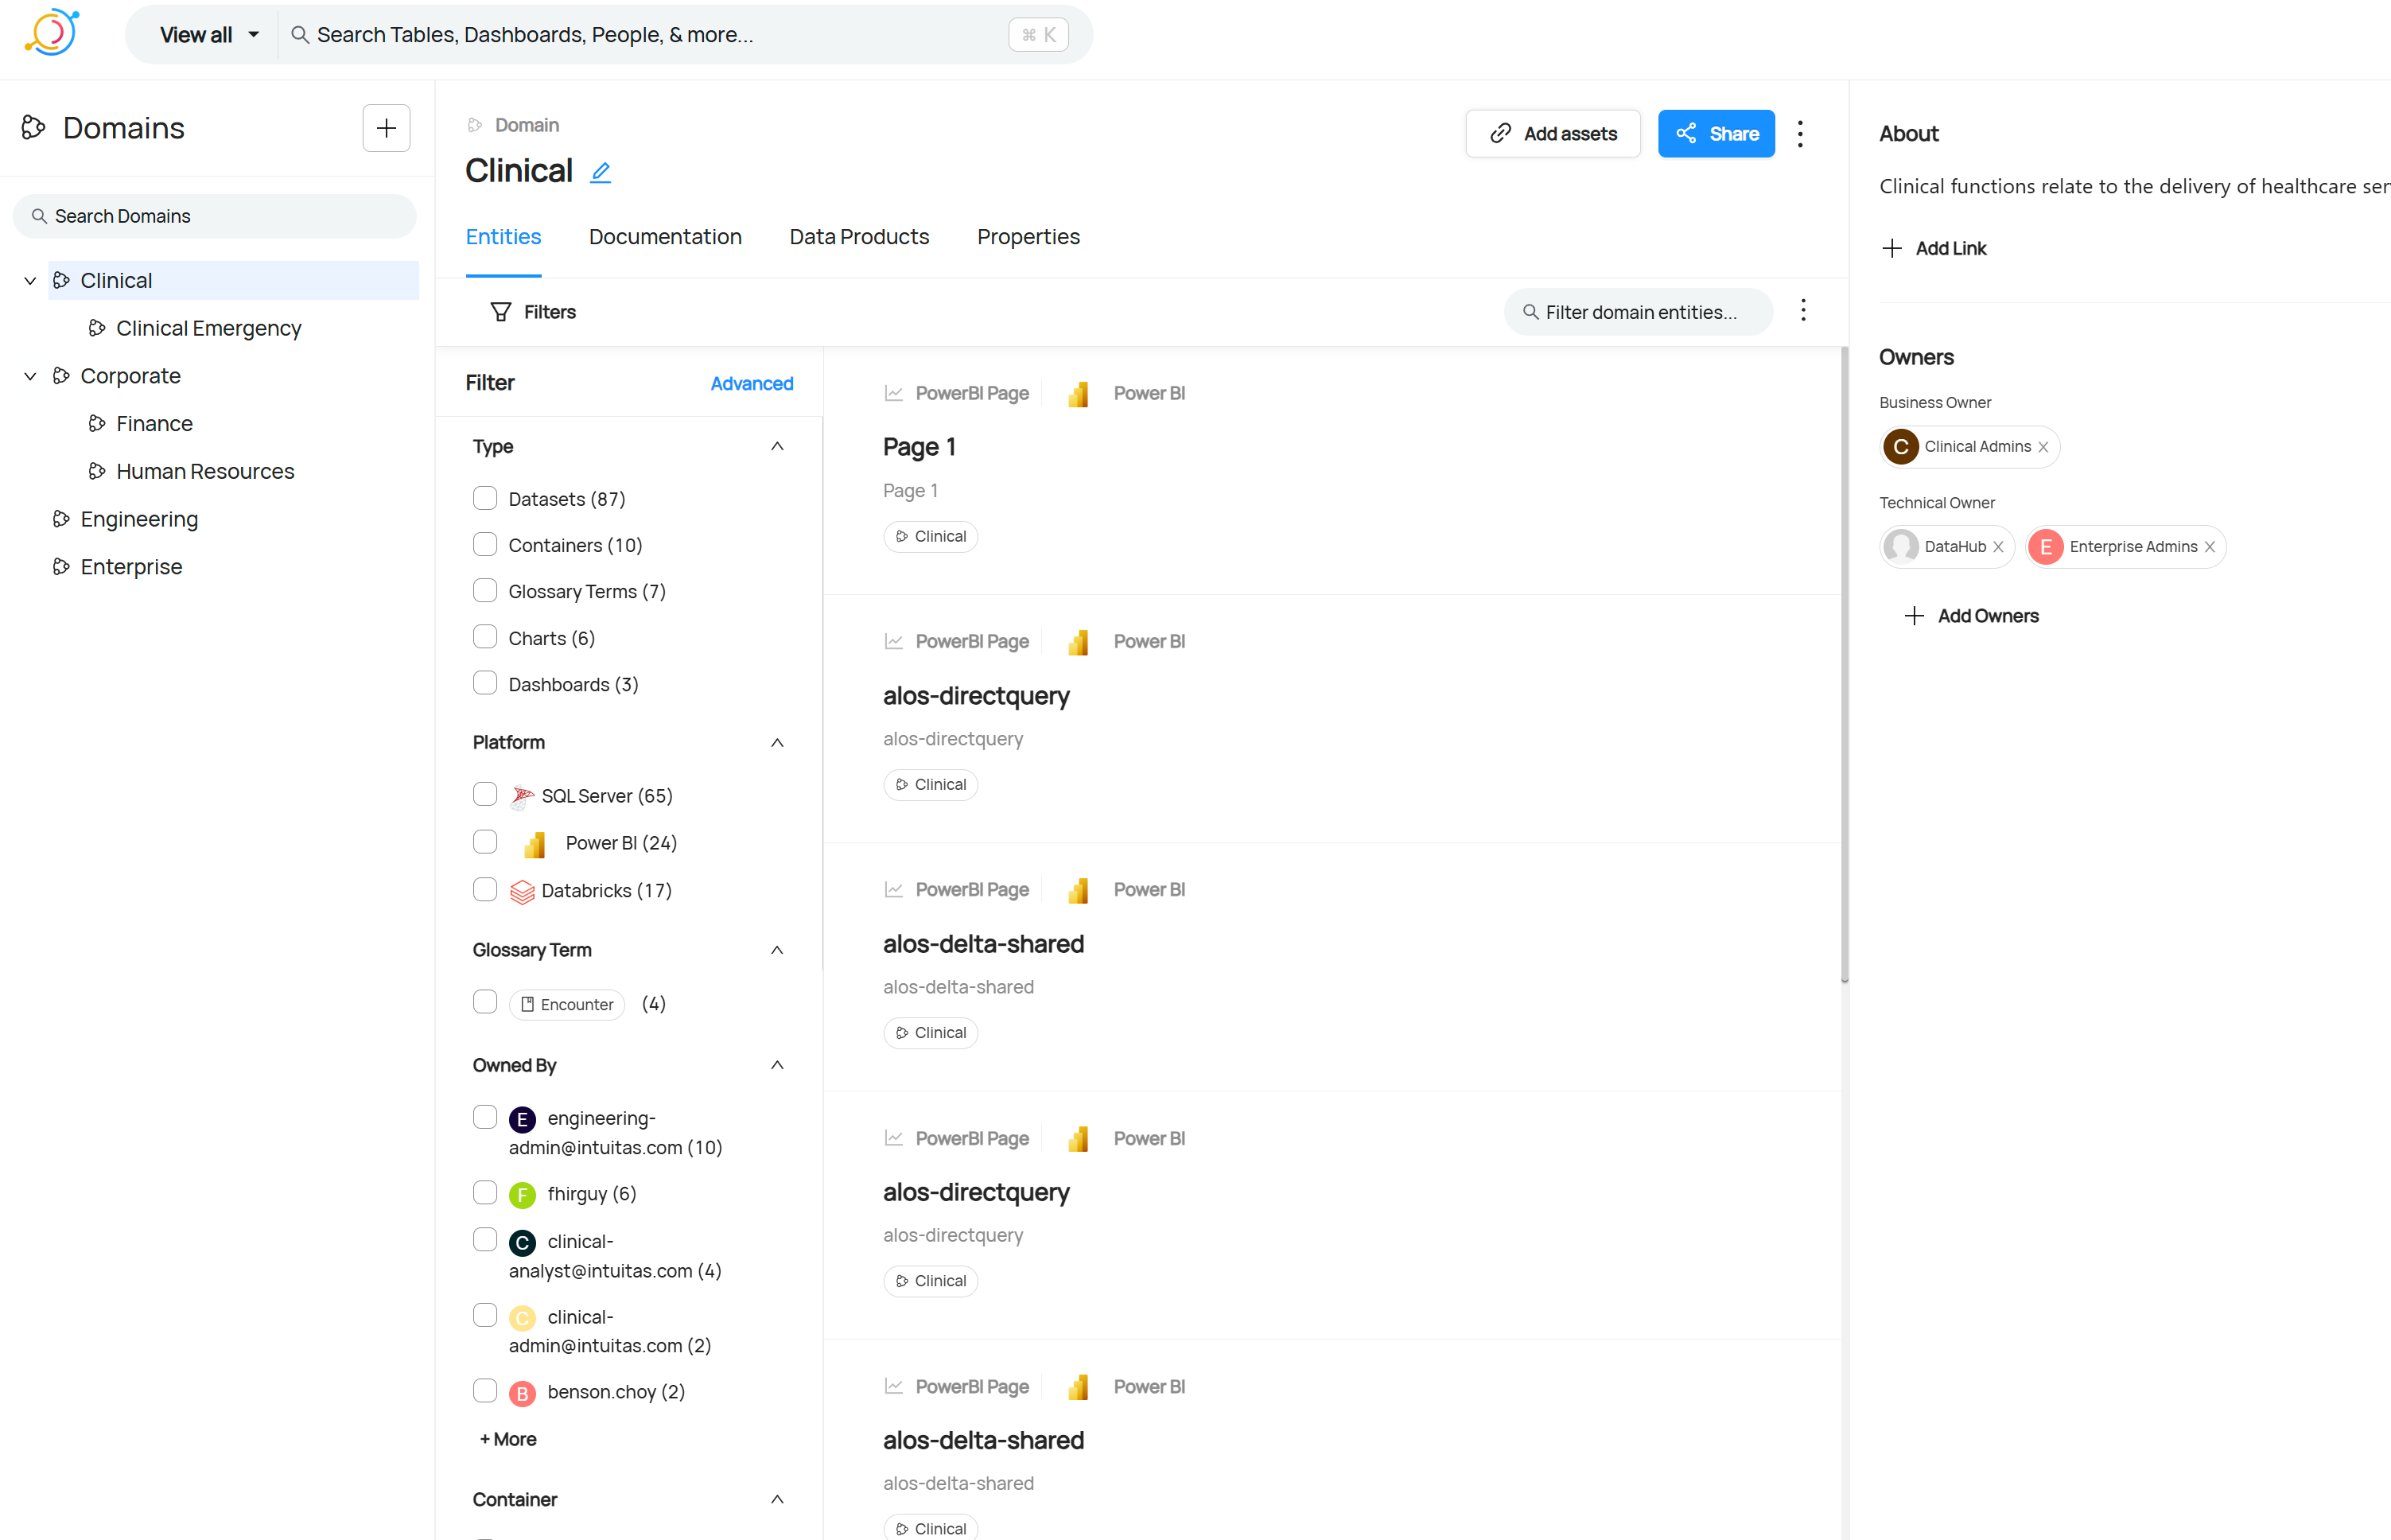 View all
Search Tables, Dashboards, People, & more...
⌘ K
Domains
Search Domains
Clinical
Clinical Emergency
Corporate
Finance
Human Resources
Engineering
Enterprise
Domain
Clinical
Add assets
Share
Entities
Documentation
Data Products
Properties
Filters
Filter domain entities...
Filter
Advanced
Type
Datasets (87)
Containers (10)
Glossary Terms (7)
Charts (6)
Dashboards (3)
Platform
SQL Server (65)
Power BI (24)
Databricks (17)
Glossary Term
Encounter (4)
Owned By
E engineering-
admin@intuitas.com (10)
F fhirguy (6)
C clinical-
analyst@intuitas.com (4)
C clinical-
admin@intuitas.com (2)
B benson.choy (2)
+ More
Container
PowerBI Page
Power BI
Page 1
Page 1
Clinical
PowerBI Page
Power BI
alos-directquery
alos-directquery
Clinical
PowerBI Page
Power BI
alos-delta-shared
alos-delta-shared
Clinical
PowerBI Page
Power BI
alos-directquery
alos-directquery
Clinical
PowerBI Page
Power BI
alos-delta-shared
alos-delta-shared
Clinical
About
Clinical functions relate to the delivery of healthcare ser
Add Link
Owners
Business Owner
C Clinical Admins
Technical Owner
DataHub
E Enterprise Admins
Add Owners